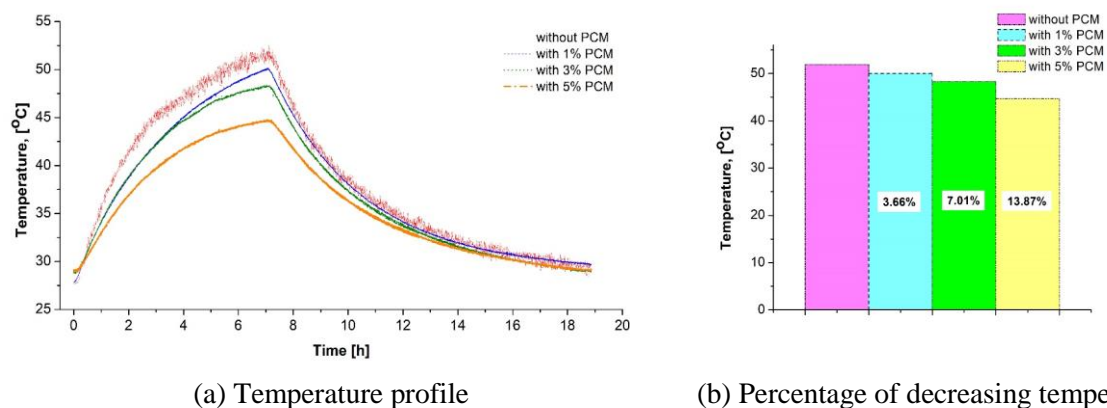 55
50
45
40
35
30
25
Temperature, [°C]
0 2 4 6 8 10 12 14 16 18 20
Time [h]
without PCM
with 1% PCM
with 3% PCM
with 5% PCM
(a) Temperature profile
without PCM
with 1% PCM
with 3% PCM
with 5% PCM
50
40
30
20
10
0
Temperature, [°C]
3.66% 7.01% 13.87%
(b) Percentage of decreasing tempe